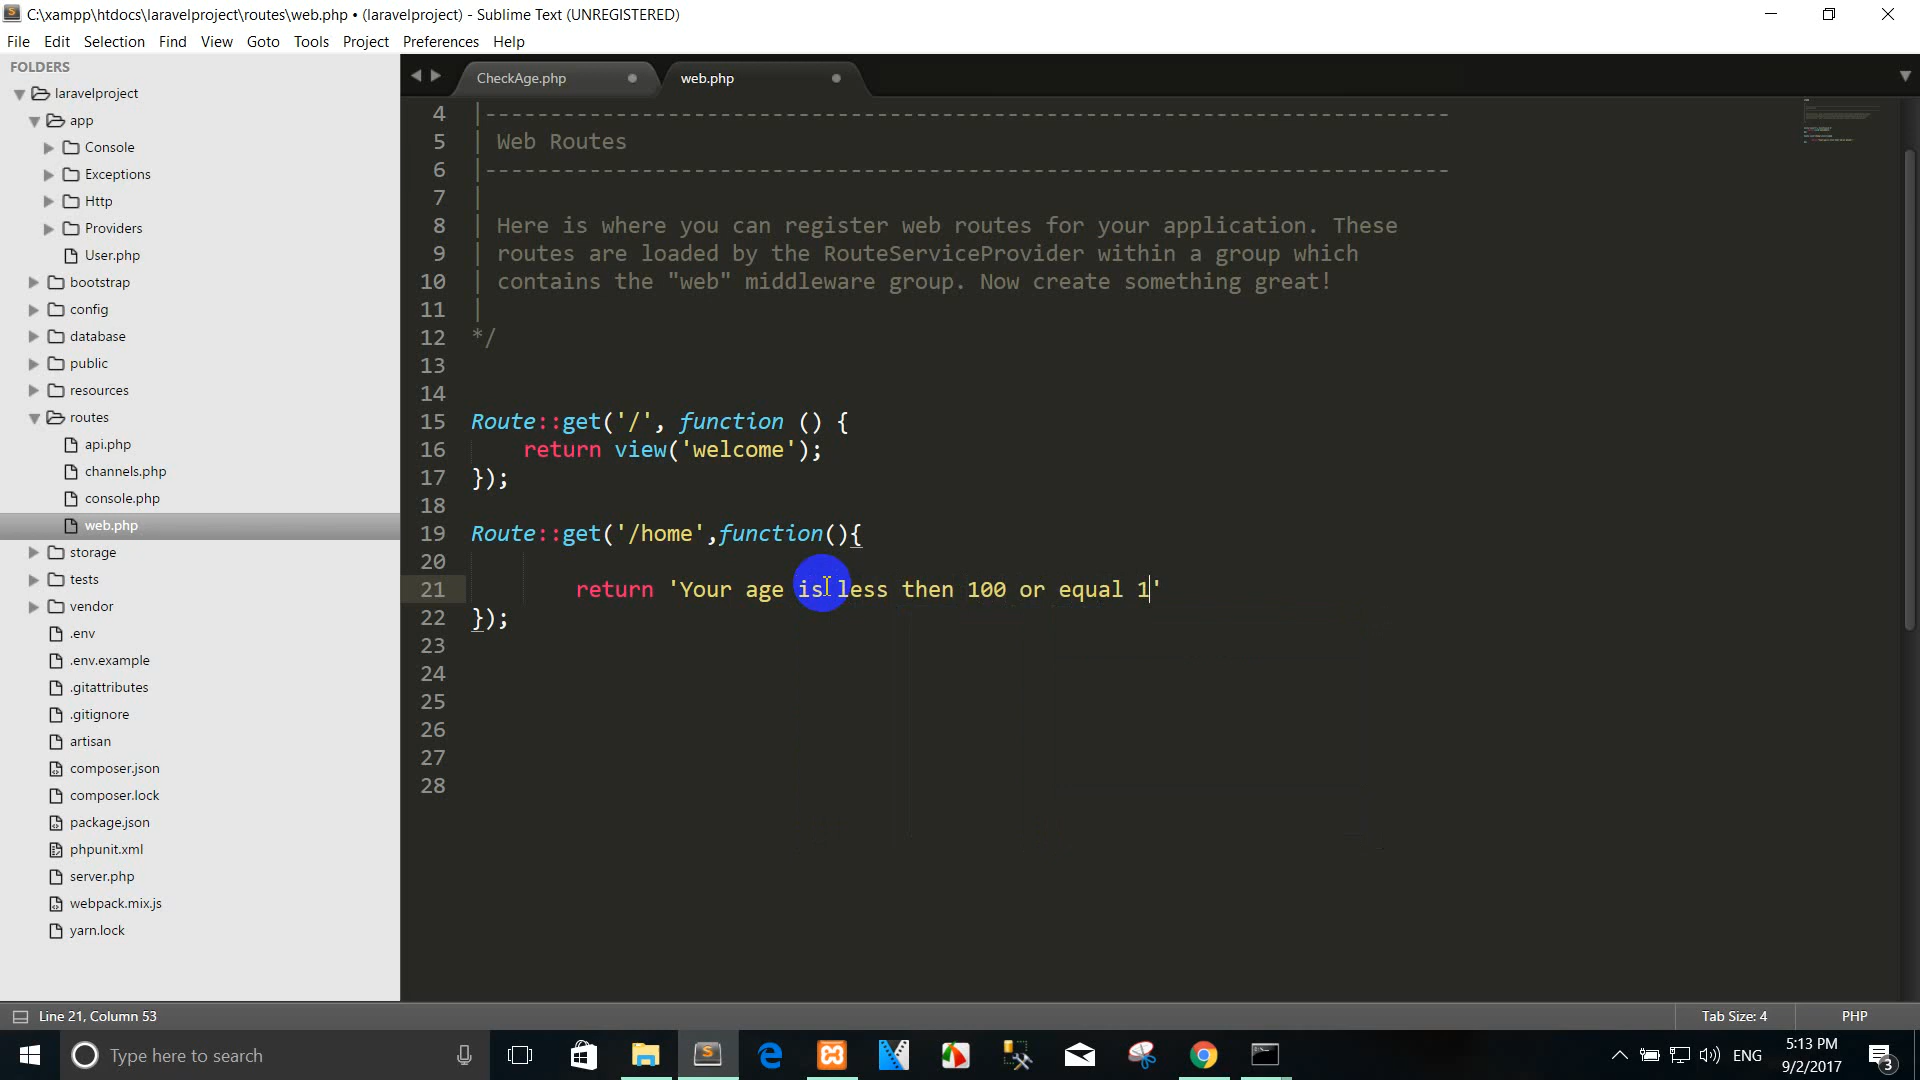 C:\xampp\htdocs\laravelproject\routes\web.php • (laravelproject) - Sublime Text (UNREGISTERED)
File Edit Selection Find View Goto Tools Project Preferences Help
FOLDERS
laravelproject
app
Console
Exceptions
Http
Providers
User.php
bootstrap
config
database
public
resources
routes
api.php
channels.php
console.php
web.php
storage
tests
vendor
.env
.env.example
.gitattributes
.gitignore
artisan
composer.json
composer.lock
package.json
phpunit.xml
server.php
webpack.mix.js
yarn.lock
CheckAge.php web.php
4 |--------------------------------------------------------------------------
5 | Web Routes
6 |--------------------------------------------------------------------------
7 |
8 | Here is where you can register web routes for your application. These
9 | routes are loaded by the RouteServiceProvider within a group which
10 | contains the "web" middleware group. Now create something great!
11 |
12 */
13
14
15 Route::get('/', function () {
16 return view('welcome');
17 });
18
19 Route::get('/home',function(){
20
21 return 'Your age is less then 100 or equal 1'
22 });
23
24
25
26
27
28
Line 21, Column 53 Tab Size: 4 PHP
Type here to search
ENG
5:13 PM
9/2/2017
3